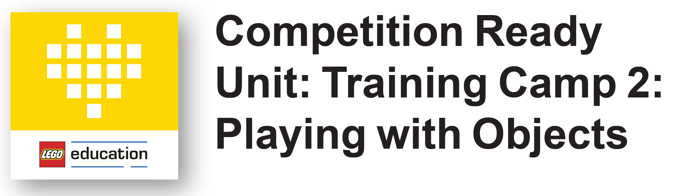 Competition Ready
Unit: Training Camp 2:
Playing with Objects
LEGO education